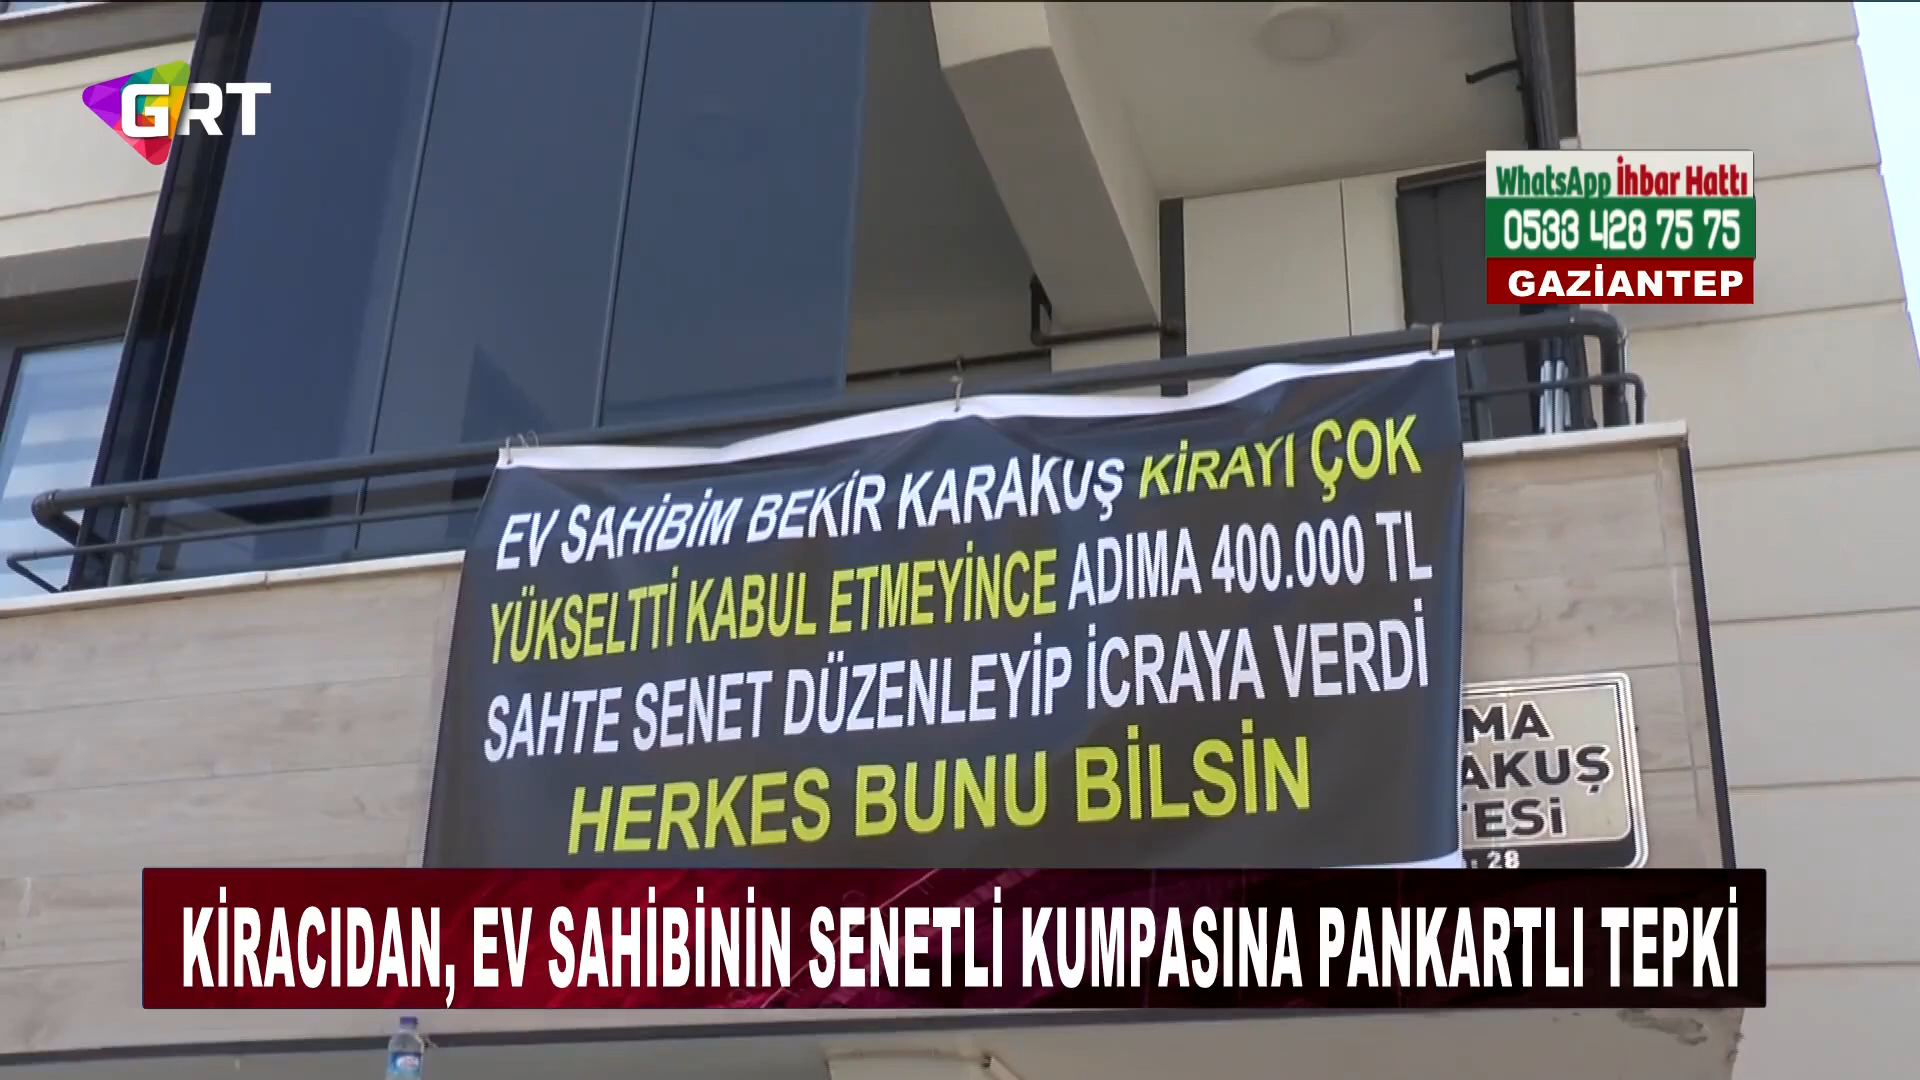 GRT
WhatsApp İhbar Hattı
0533 428 75 75
GAZİANTEP
EV SAHİBİM BEKİR KARAKUŞ KİRAYI ÇOK
YÜKSELTTİ KABUL ETMEYİNCE ADIMA 400.000 TL
SAHTE SENET DÜZENLEYİP İCRAYA VERDİ
HERKES BUNU BİLSİN
MA
AKUŞ
TESİ
: 28
KİRACIDAN, EV SAHİBİNİN SENETLİ KUMPASINA PANKARTLI TEPKİ